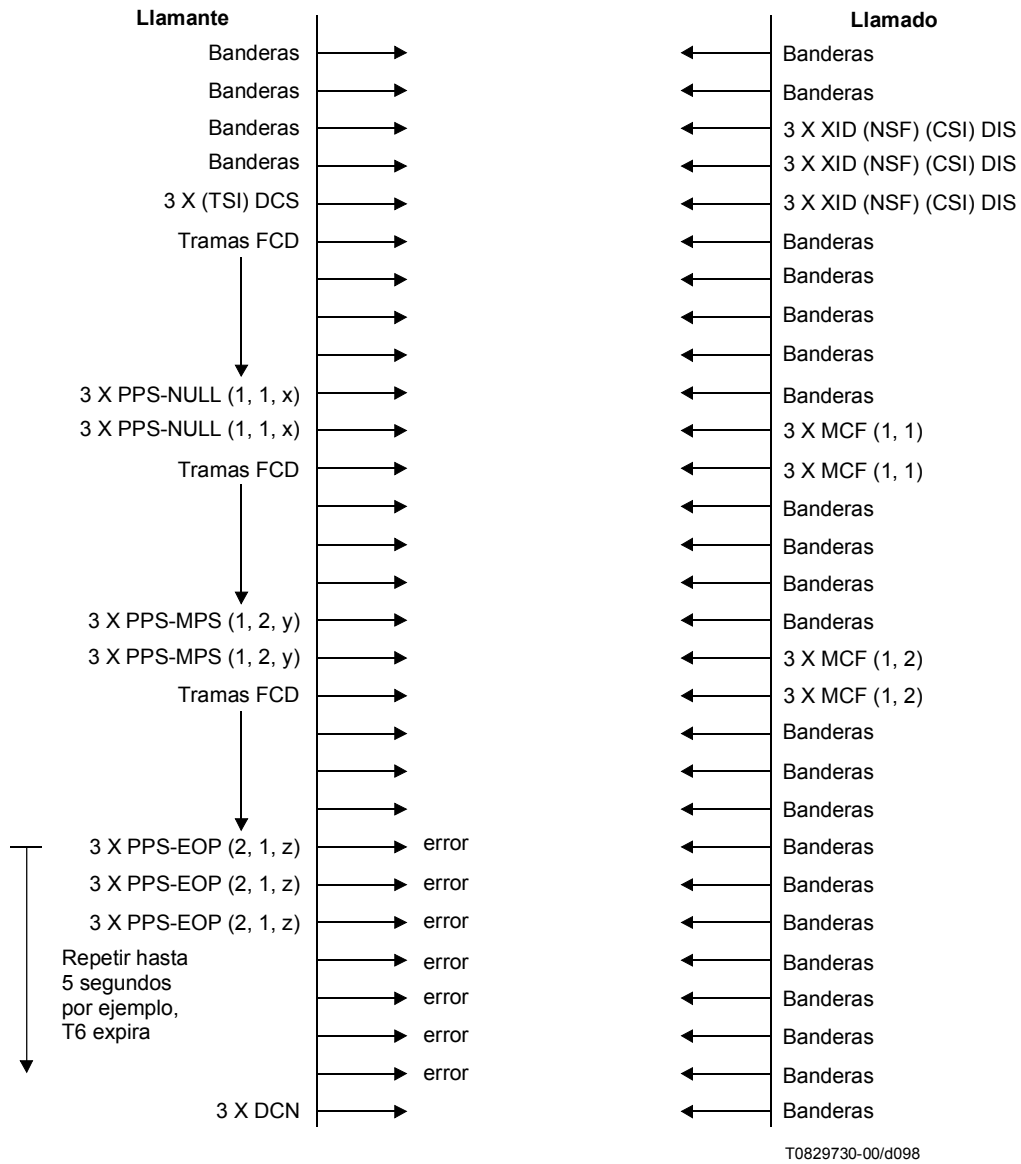 Llamante Llamado
Banderas Banderas
Banderas Banderas
Banderas 3 X XID (NSF) (CSI) DIS
Banderas 3 X XID (NSF) (CSI) DIS
3 X (TSI) DCS 3 X XID (NSF) (CSI) DIS
Tramas FCD Banderas
Banderas
Banderas
Banderas
3 X PPS-NULL (1, 1, x) Banderas
3 X PPS-NULL (1, 1, x) 3 X MCF (1, 1)
Tramas FCD 3 X MCF (1, 1)
Banderas
Banderas
Banderas
3 X PPS-MPS (1, 2, y) Banderas
3 X PPS-MPS (1, 2, y) 3 X MCF (1, 2)
Tramas FCD 3 X MCF (1, 2)
Banderas
Banderas
Banderas
3 X PPS-EOP (2, 1, z) error Banderas
3 X PPS-EOP (2, 1, z) error Banderas
3 X PPS-EOP (2, 1, z) error Banderas
Repetir hasta
5 segundos
por ejemplo,
T6 expira
error Banderas
error Banderas
error Banderas
error Banderas
3 X DCN Banderas
T0829730-00/d098